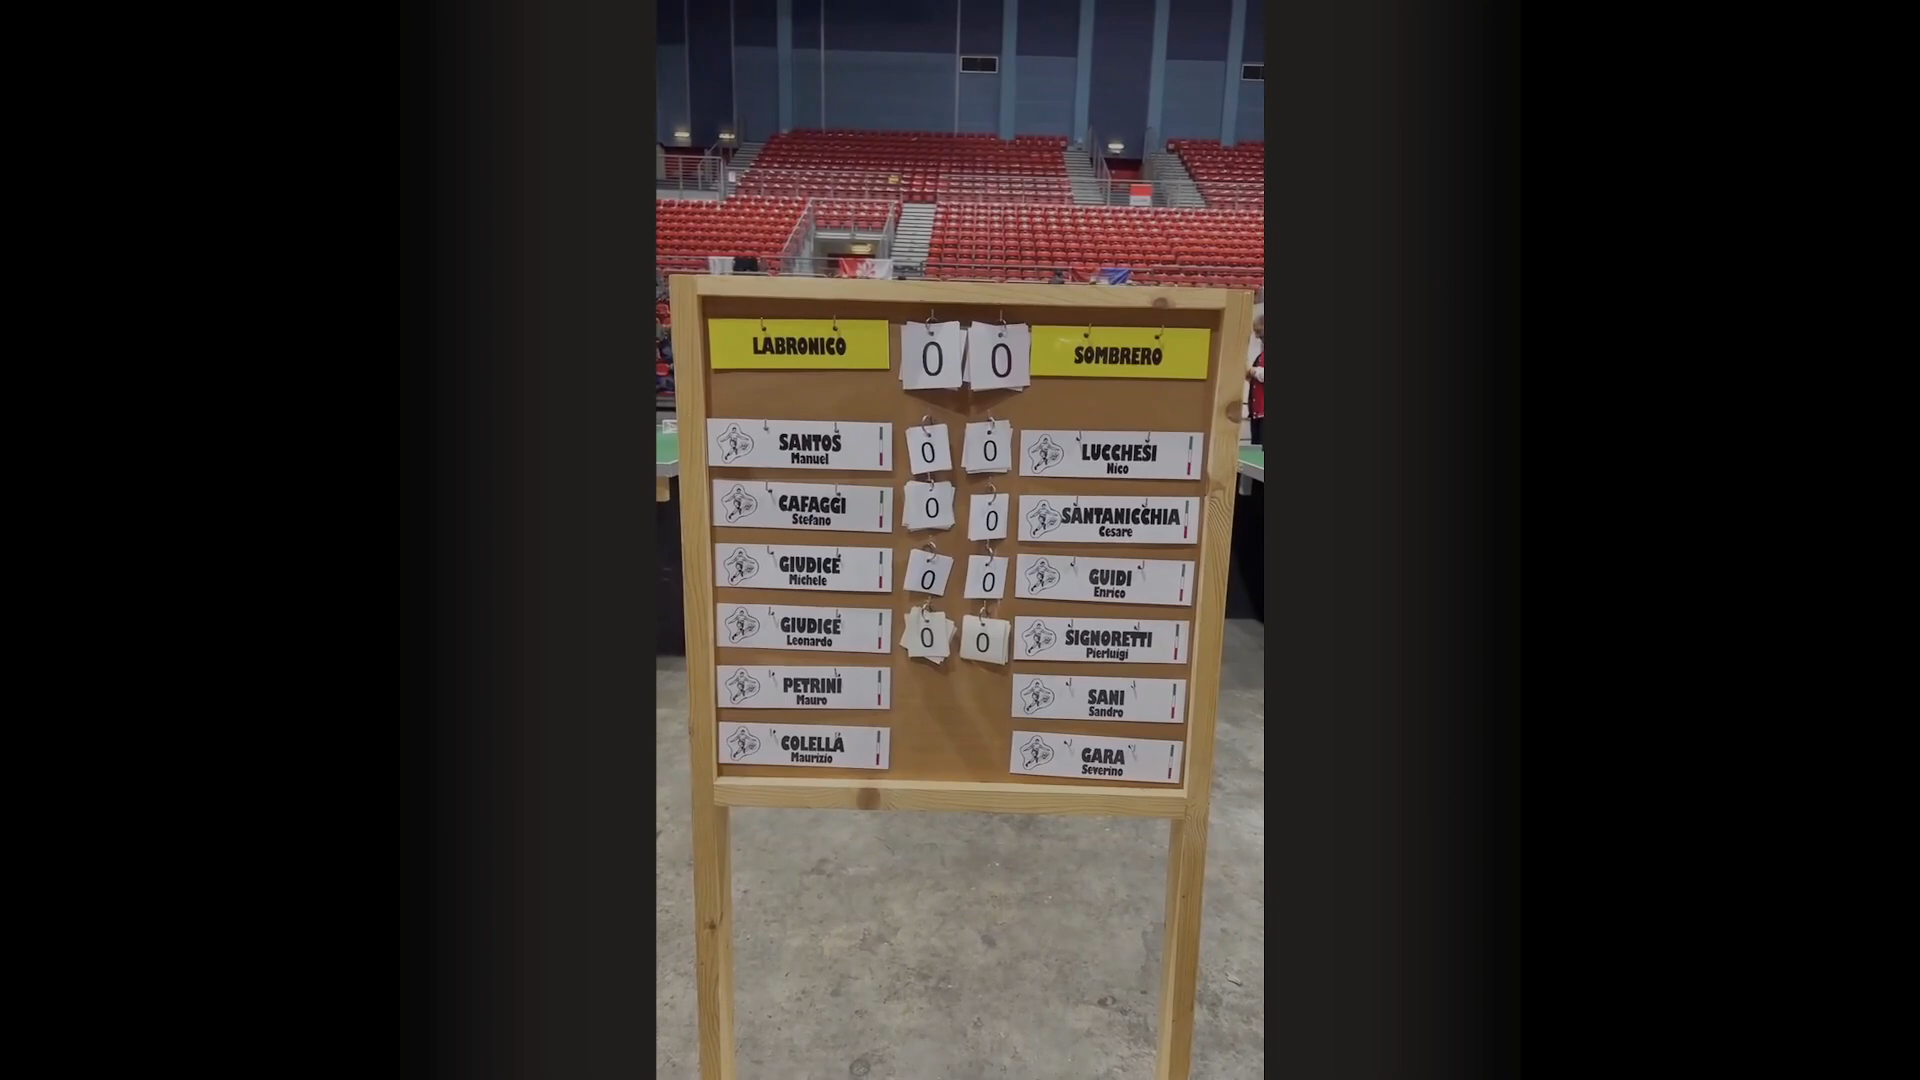 LABRONICO 0 0 SOMBRERO
SANTOS 0 0 LUCCHESI
Manuel Nico
CAFAGGI 0 0 SANTANICCHIA
Stefano Cesare
GIUDICE 0 0 GUIDI
Michele Enrico
GIUDICE 0 0 SIGNORETTI
Leonardo Pierluigi
PETRINI SANI
Mauro Sandro
COLELLA GARA
Maurizio Severino